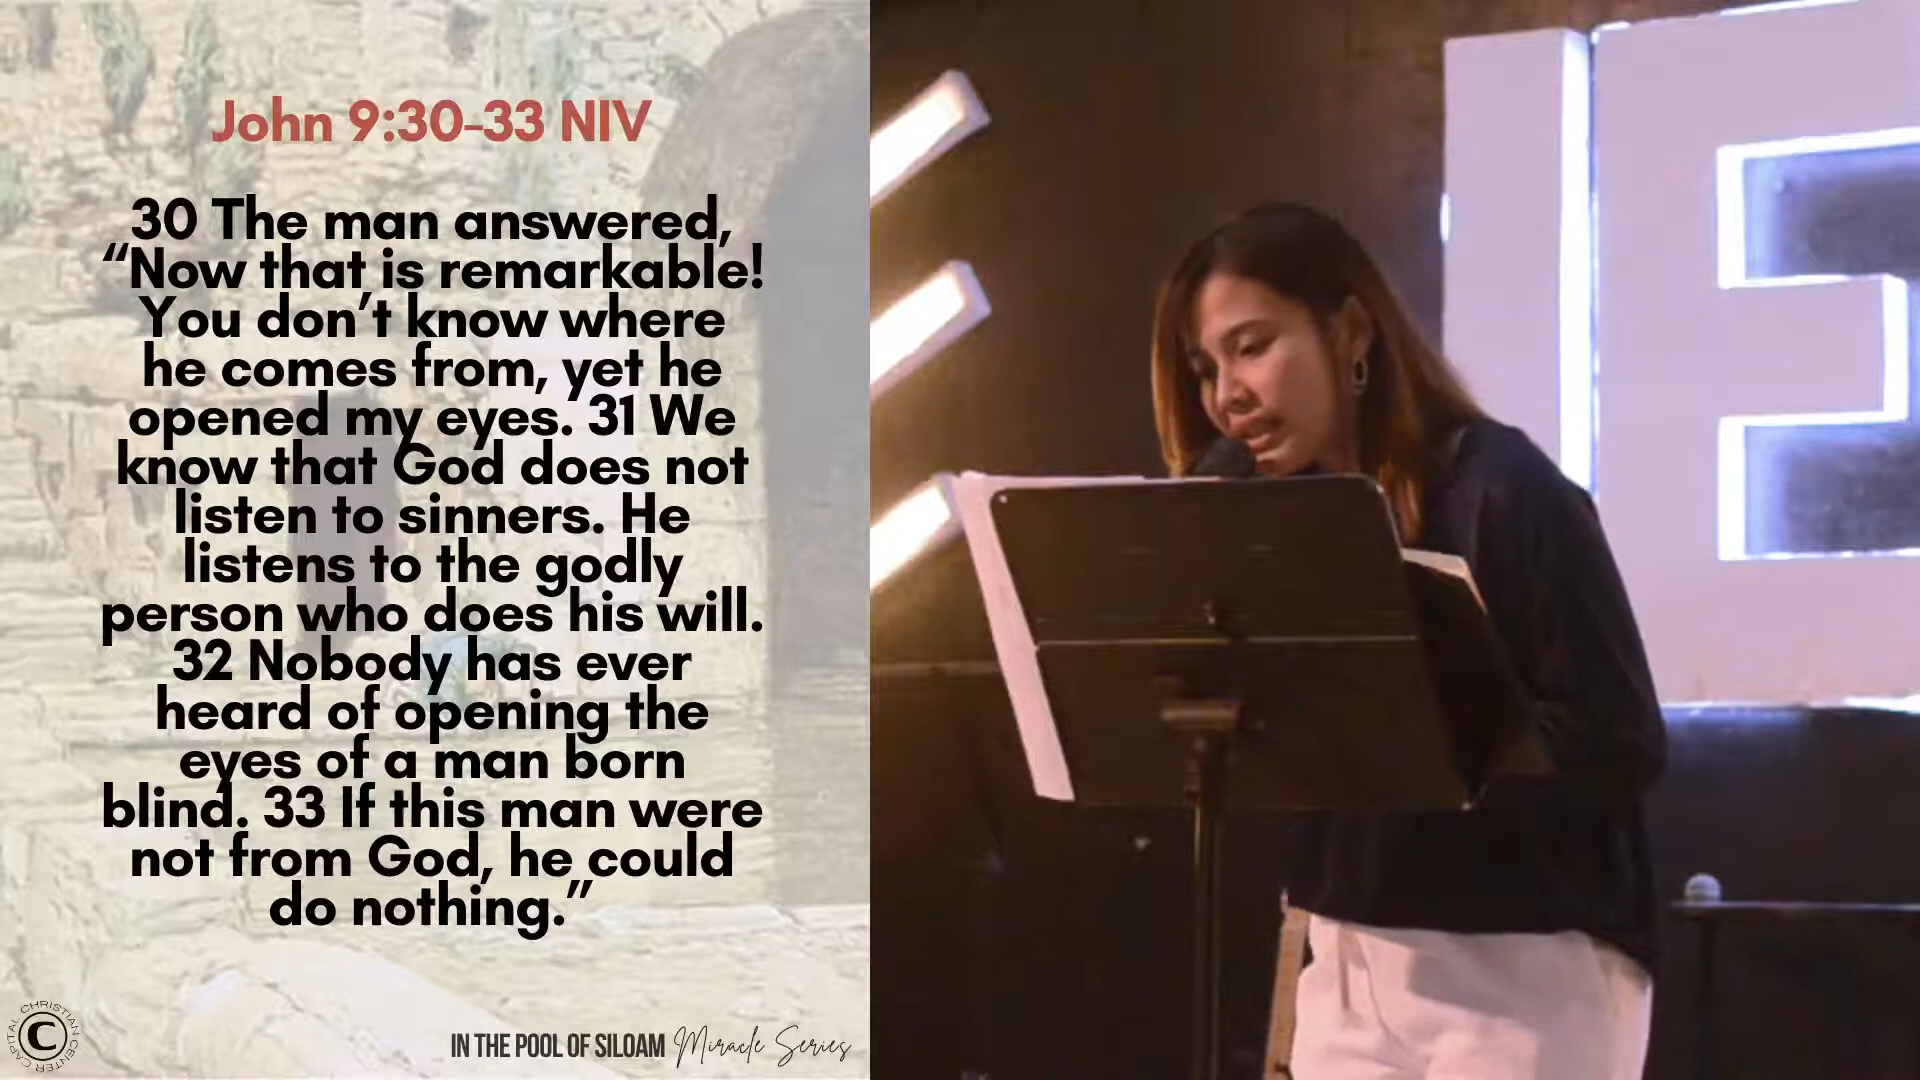 John 9:30-33 NIV
30 The man answered,
“Now that is remarkable!
You don’t know where
he comes from, yet he
opened my eyes. 31 We
know that God does not
listen to sinners. He
listens to the godly
person who does his will.
32 Nobody has ever
heard of opening the
eyes of a man born
blind. 33 If this man were
not from God, he could
do nothing.”
CAPITAL CHRISTIAN CENTER
C
IN THE POOL OF SILOAM Miracle Series
IE